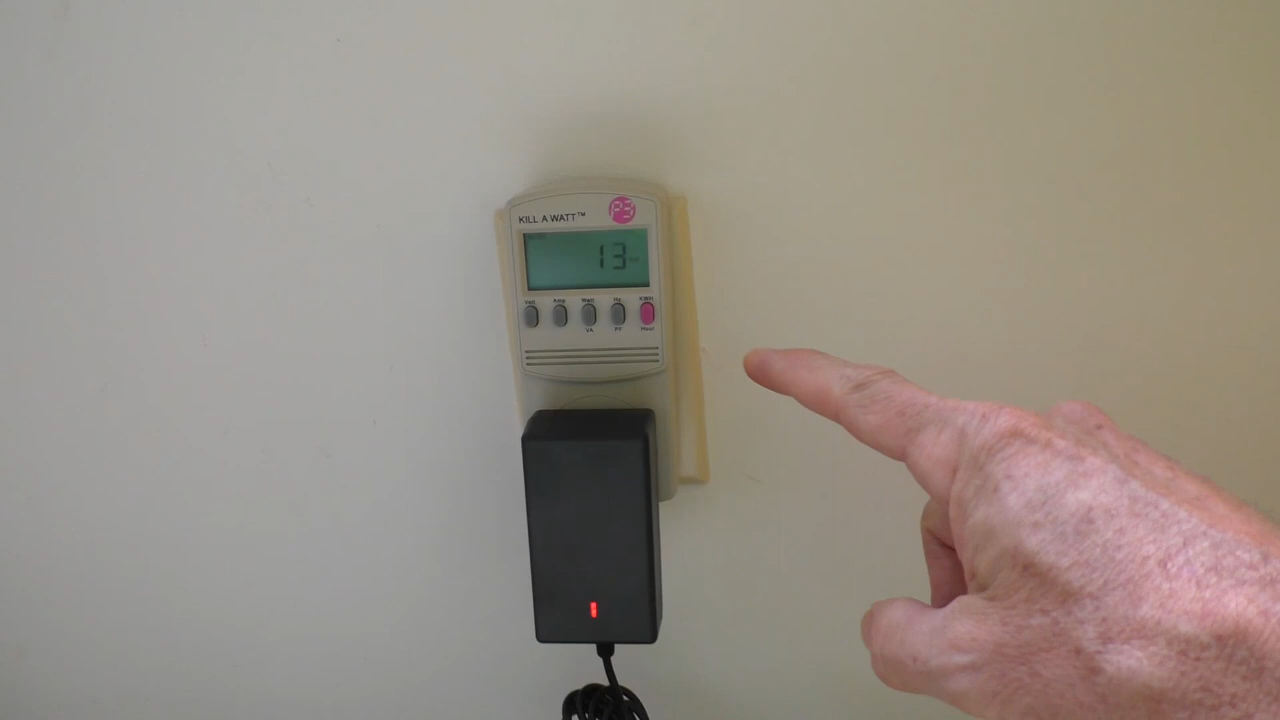 KILL A WATT™
P3
13
Volt Amp Watt Hz KWH
VA PF Hour